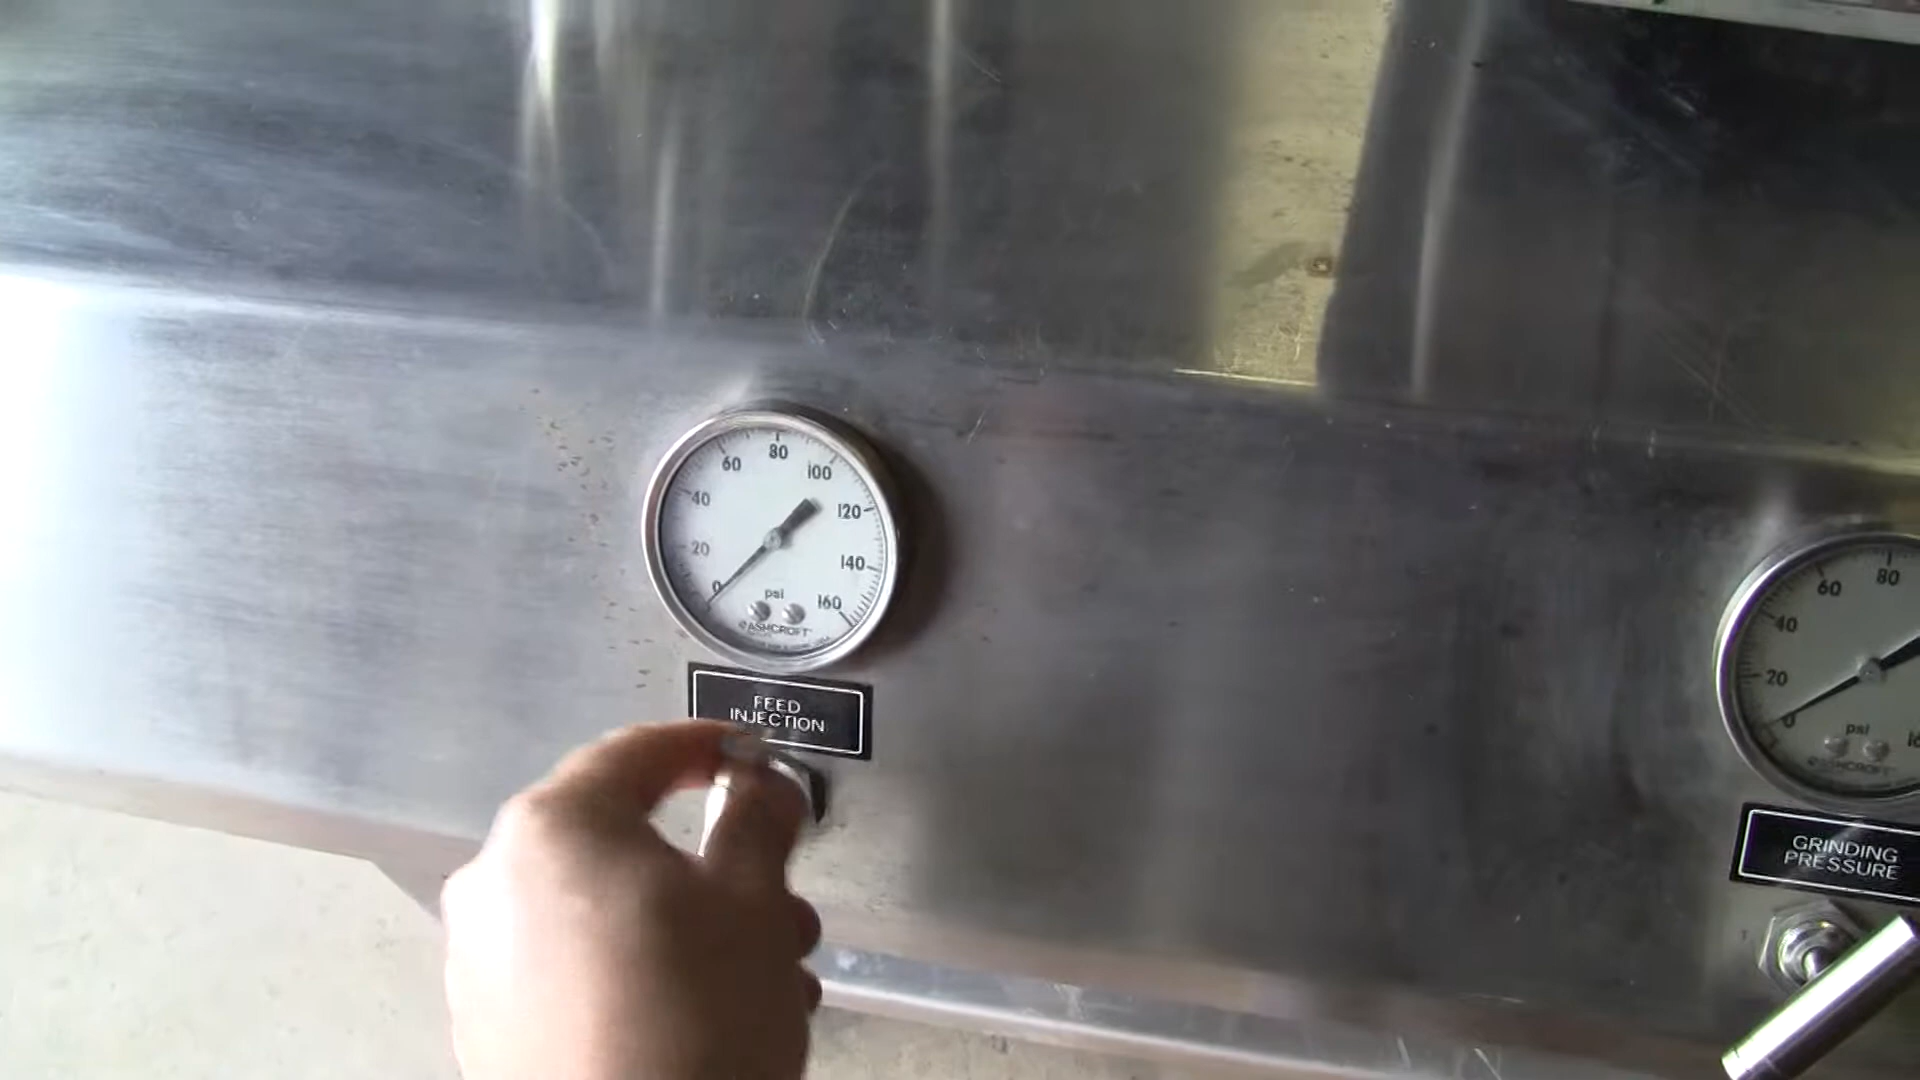 0 20 40 60 80 100 120 140 160
psi
ASHCROFT
FEED
INJECTION
0 20 40 60 80
psi
ASHCROFT
GRINDING
PRESSURE